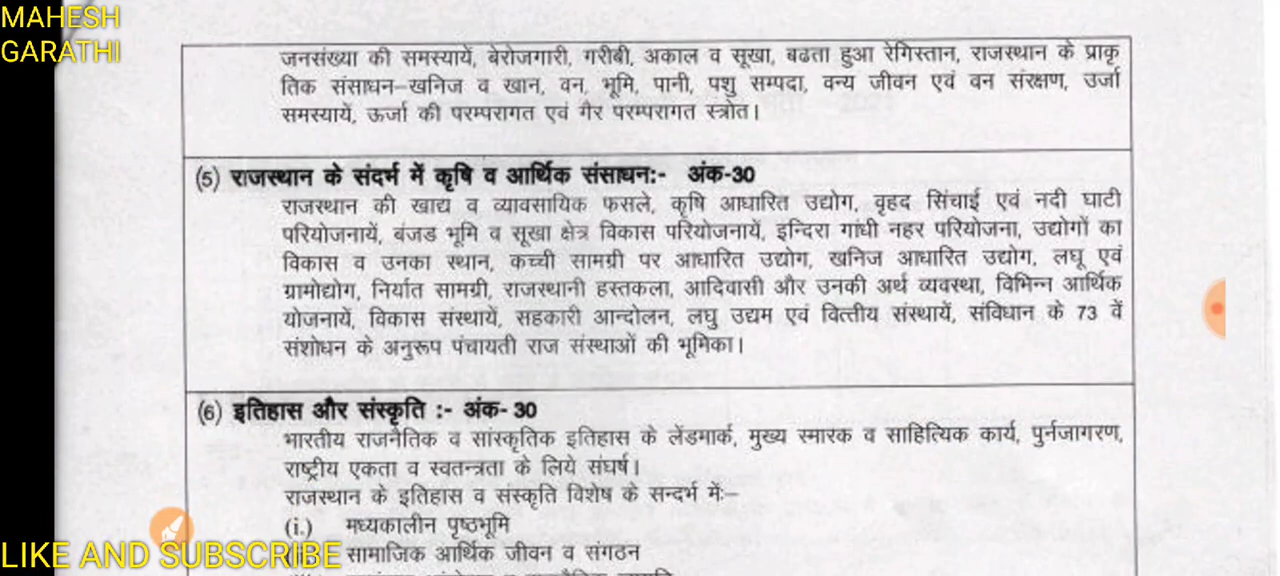 MAHESH
GARATHI
जनसंख्या की समस्यायें, बेरोजगारी, गरीबी, अकाल व सूखा, बढता हुआ रेगिस्तान, राजस्थान के प्राकृ
तिक संसाधन–खनिज व खान, वन, भूमि, पानी, पशु सम्पदा, वन्य जीवन एवं वन संरक्षण, उर्जा
समस्यायें, ऊर्जा की परम्परागत एवं गैर परम्परागत स्त्रोत।
(5) राजस्थान के संदर्भ में कृषि व आर्थिक संसाधन:- अंक-30
राजस्थान की खाद्य व व्यावसायिक फसले, कृषि आधारित उद्योग, वृहद सिंचाई एवं नदी घाटी
परियोजनायें, बंजड भूमि व सूखा क्षेत्र विकास परियोजनायें, इन्दिरा गांधी नहर परियोजना, उद्योगों का
विकास व उनका स्थान, कच्ची सामग्री पर आधारित उद्योग, खनिज आधारित उद्योग, लघू एवं
ग्रामोद्योग, निर्यात सामग्री, राजस्थानी हस्तकला, आदिवासी और उनकी अर्थ व्यवस्था, विभिन्न आर्थिक
योजनायें, विकास संस्थायें, सहकारी आन्दोलन, लघु उद्यम एवं वित्तीय संस्थायें, संविधान के 73 वें
संशोधन के अनुरूप पंचायती राज संस्थाओं की भूमिका।
(6) इतिहास और संस्कृति :- अंक- 30
भारतीय राजनैतिक व सांस्कृतिक इतिहास के लेंडमार्क, मुख्य स्मारक व साहित्यिक कार्य, पुर्नजागरण,
राष्ट्रीय एकता व स्वतन्त्रता के लिये संघर्ष।
राजस्थान के इतिहास व संस्कृति विशेष के सन्दर्भ में:–
(i.) मध्यकालीन पृष्ठभूमि
सामाजिक आर्थिक जीवन व संगठन
LIKE AND SUBSCRIBE